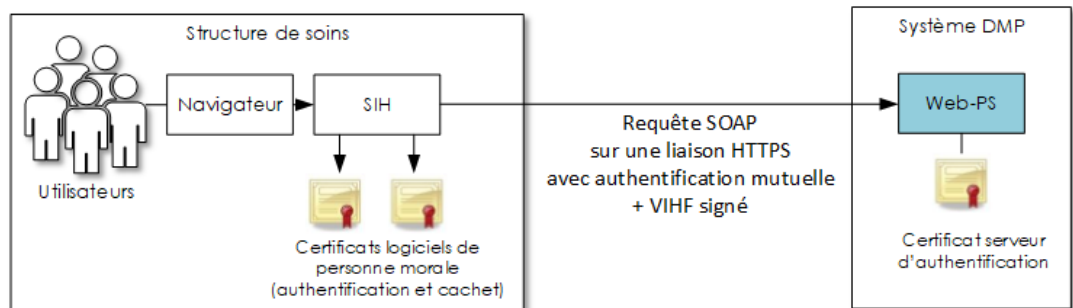 Structure de soins
Utilisateurs
Navigateur
SIH
Certificats logiciels de
personne morale
(authentification et cachet)
Requête SOAP
sur une liaison HTTPS
avec authentification mutuelle
+ VIHF signé
Système DMP
Web-PS
Certificat serveur
d'authentification